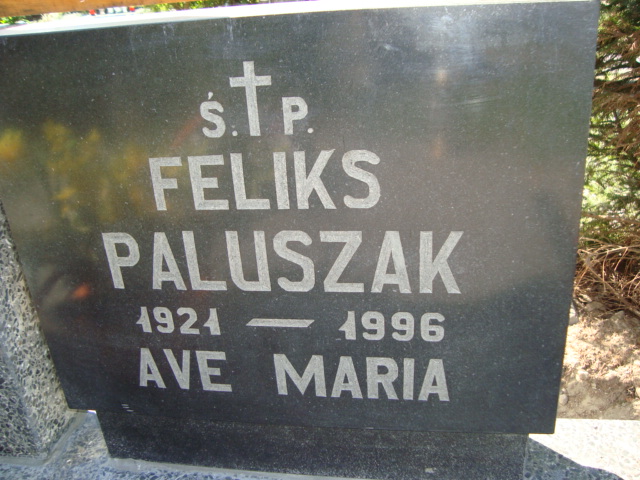 Ś. P.
FELIKS
PALUSZAK
1921 — 1996
AVE MARIA